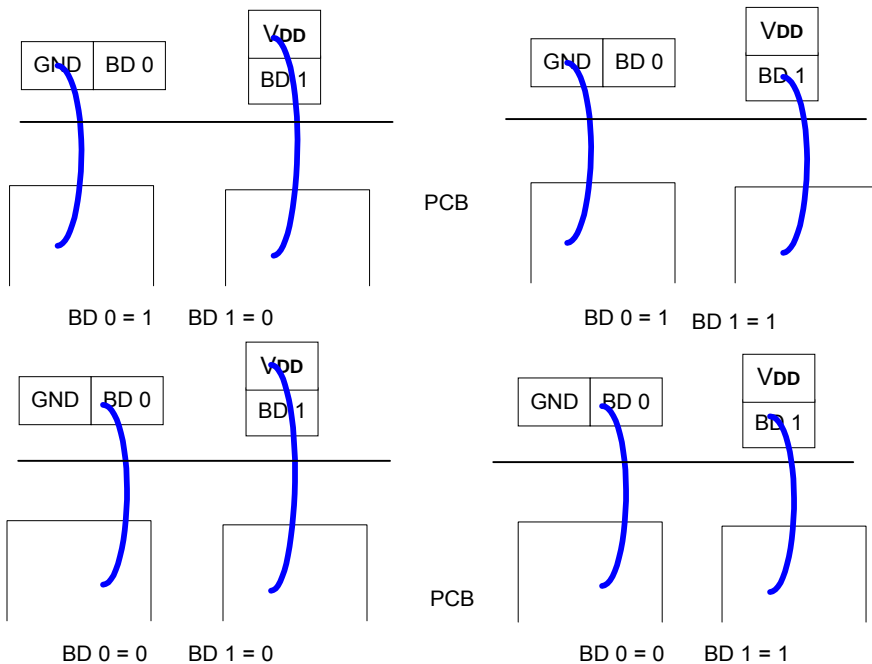 VDD
VDD
GND BD 0
BD 1
GND BD 0
BD 1
PCB
BD 0 = 1 BD 1 = 0
BD 0 = 1 BD 1 = 1
VDD
VDD
GND BD 0
BD 1
GND BD 0
BD 1
PCB
BD 0 = 0 BD 1 = 0
BD 0 = 0 BD 1 = 1